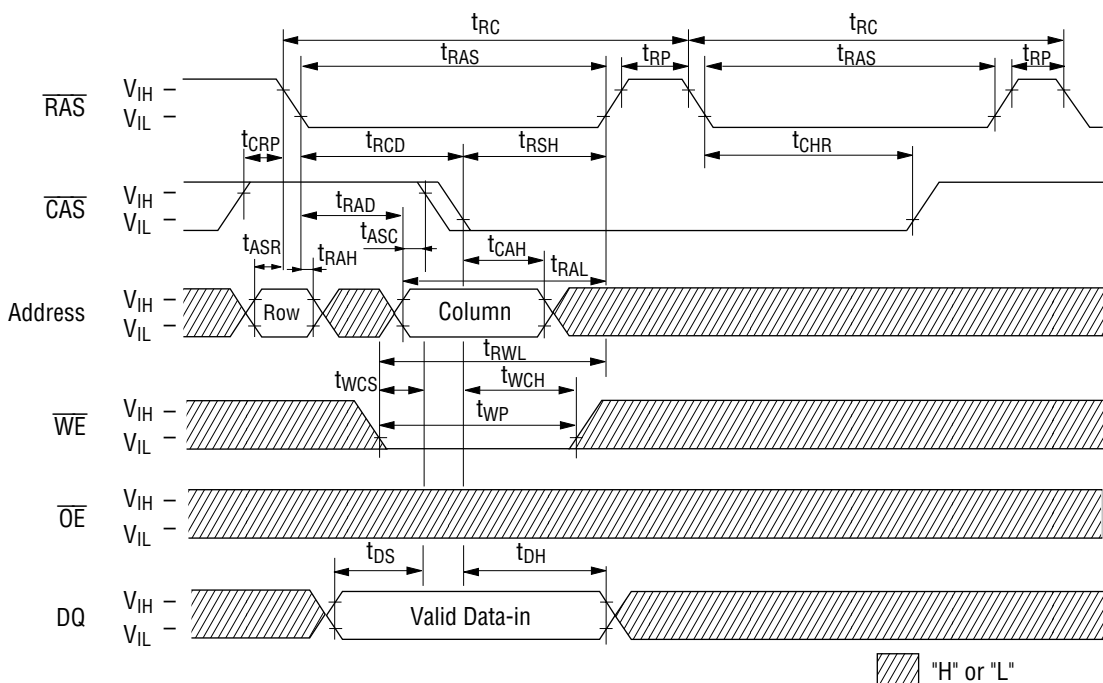 tRC tRC
tRAS tRP tRAS tRP
RAS VIH VIL
tCRP tRCD tRSH tCHR
CAS VIH VIL
tRAD
tASR tRAH tASC tCAH tRAL
Address VIH VIL Row Column
tRWL
tWCS tWCH
WE VIH VIL tWP
OE VIH VIL
tDS tDH
DQ VIH VIL Valid Data-in
"H" or "L"